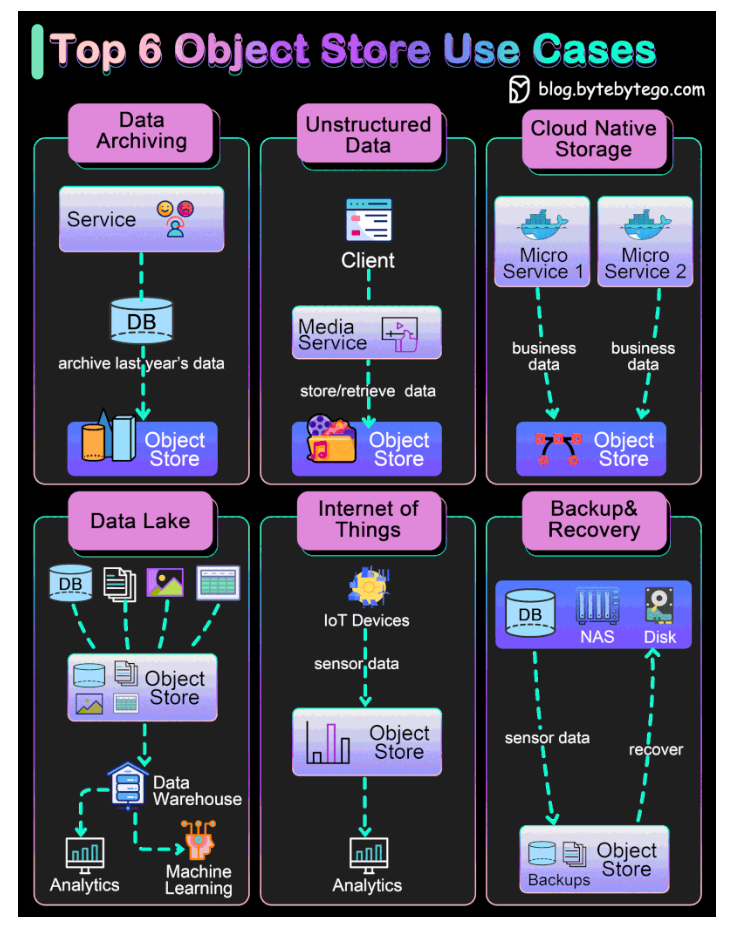 Top 6 Object Store Use Cases
blog.bytebytego.com
Data
Archiving
Service
DB
archive last year's data
Object
Store
Unstructured
Data
Client
Media
Service
store/retrieve data
Object
Store
Cloud Native
Storage
Micro
Service 1
Micro
Service 2
business
data
business
data
Object
Store
Data Lake
DB
Object
Store
Data
Warehouse
Analytics
Machine
Learning
Internet of
Things
IoT Devices
sensor data
Object
Store
Analytics
Backup&
Recovery
DB
NAS
Disk
sensor data
recover
Object
Store
Backups